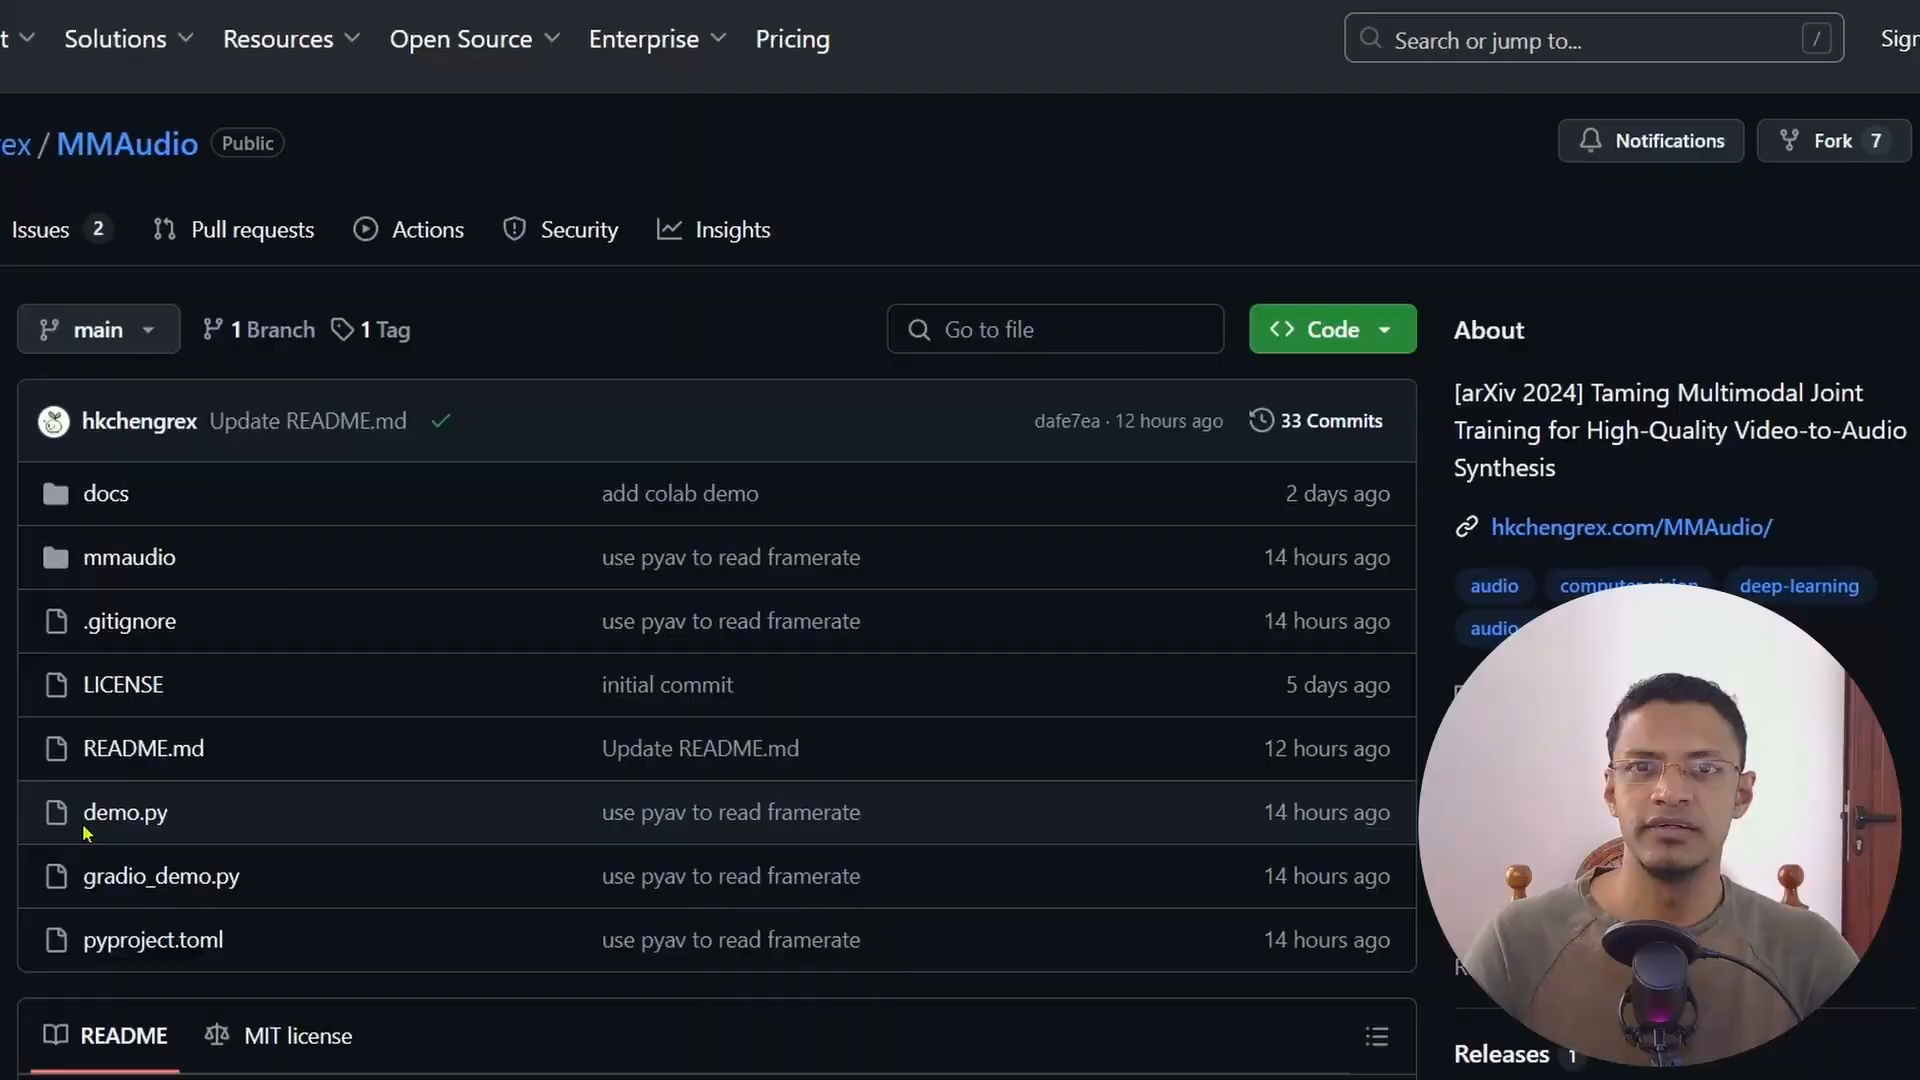 t Solutions Resources Open Source Enterprise Pricing Search or jump to... /
/ MMAudio Public Notifications Fork 7
Issues 2 Pull requests Actions Security Insights
main 1 Branch 1 Tag Go to file Code About
[arXiv 2024] Taming Multimodal Joint
Training for High-Quality Video-to-Audio
Synthesis
hkchengrex.com/MMAudio/
audio deep-learning
audio
hkchengrex Update README.md dafe7ea · 12 hours ago 33 Commits
docs add colab demo 2 days ago
mmaudio use pyav to read framerate 14 hours ago
.gitignore use pyav to read framerate 14 hours ago
LICENSE initial commit 5 days ago
README.md Update README.md 12 hours ago
demo.py use pyav to read framerate 14 hours ago
gradio_demo.py use pyav to read framerate 14 hours ago
pyproject.toml use pyav to read framerate 14 hours ago
README MIT license
Releases 1